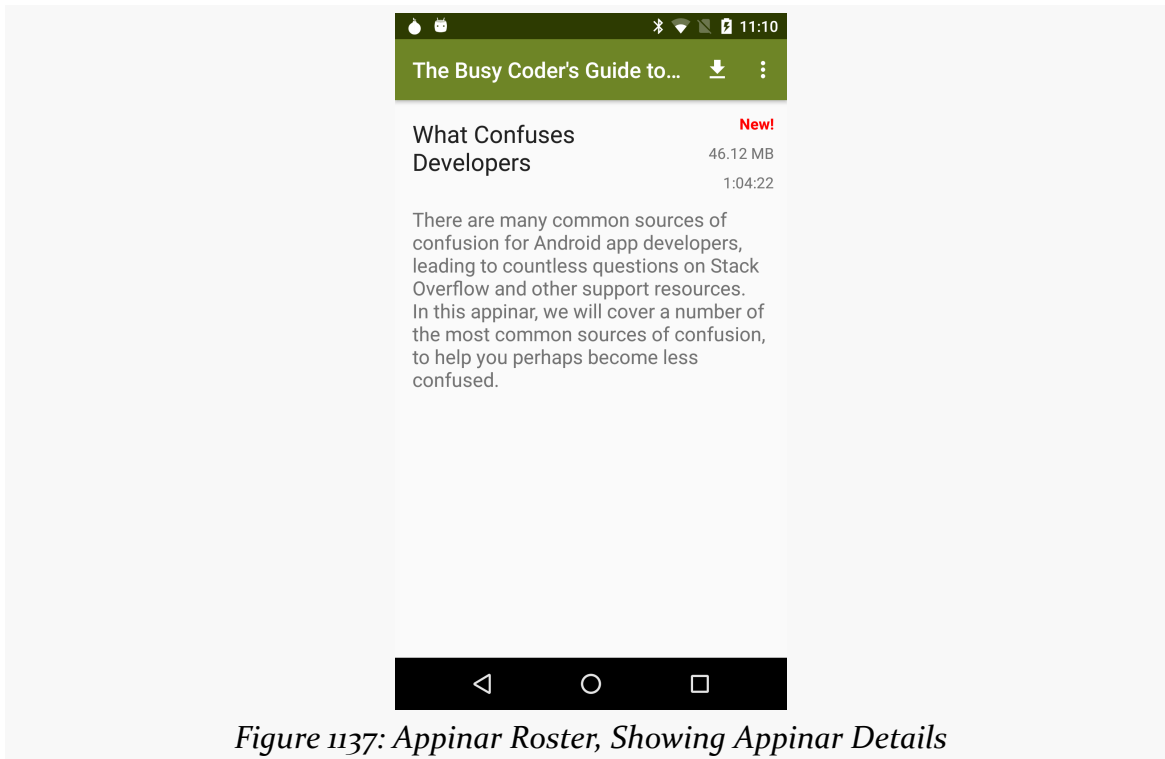 11:10
The Busy Coder's Guide to...
What Confuses
Developers
New!
46.12 MB
1:04:22
There are many common sources of
confusion for Android app developers,
leading to countless questions on Stack
Overflow and other support resources.
In this appinar, we will cover a number of
the most common sources of confusion,
to help you perhaps become less
confused.
Figure 1137: Appinar Roster, Showing Appinar Details